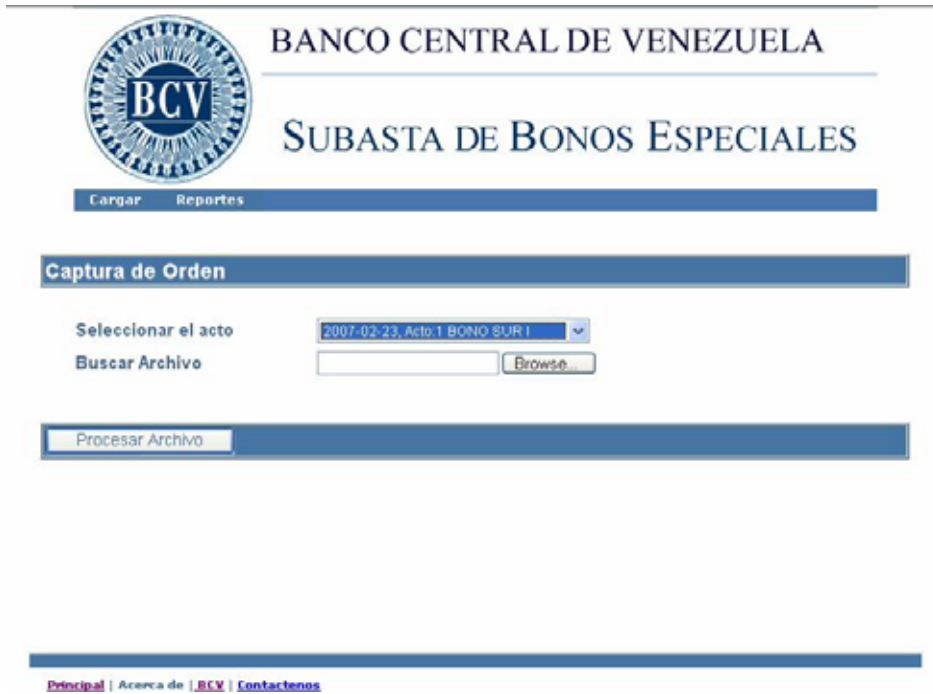 BANCO CENTRAL DE VENEZUELA
BCV
SUBASTA DE BONOS ESPECIALES
Cargar Reportes
Captura de Orden
Seleccionar el acto 2007-02-23, Acto:1 BONO SUR I
Buscar Archivo Browse...
Procesar Archivo
Principal | Acerca de | BCV | Contactenos